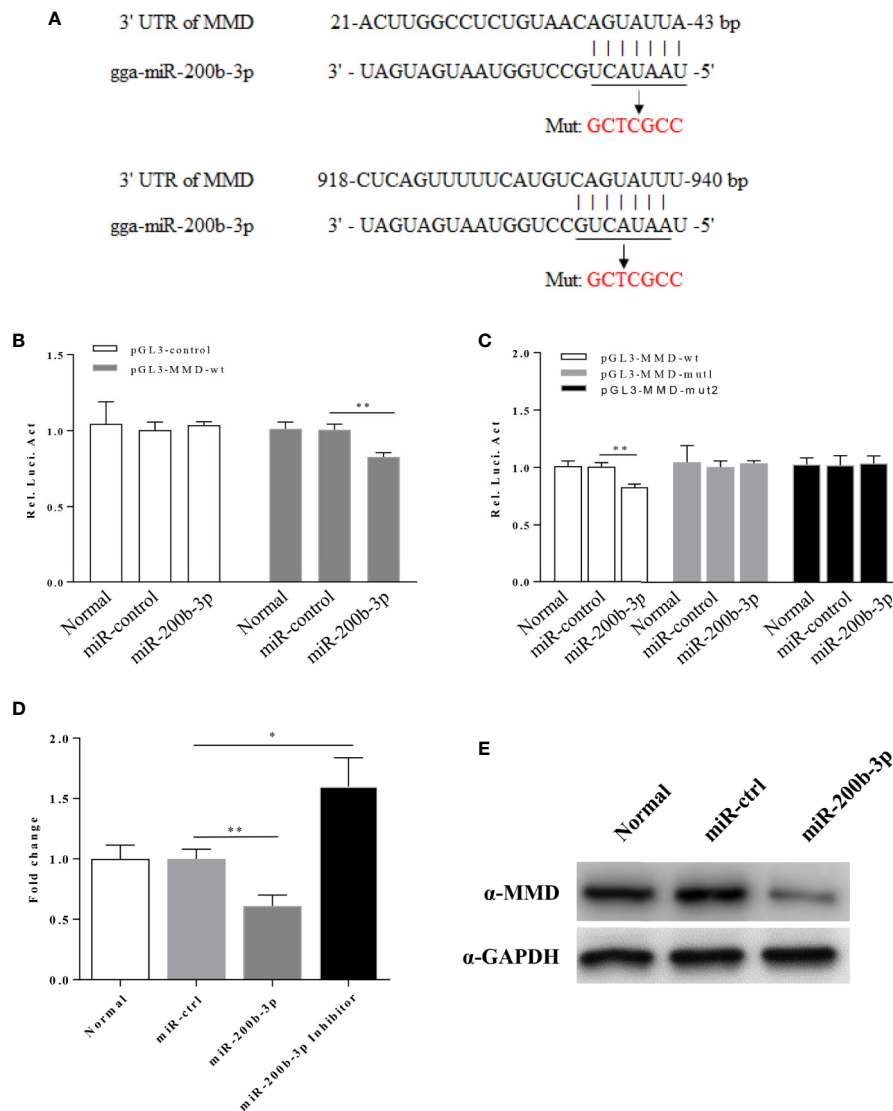 A
3' UTR of MMD 21-ACUUGGCCUCUGUAACAGUAUUA-43 bp
gga-miR-200b-3p 3' - UAGUAGUAAUGGUCCGUCAUAAU -5'
Mut: GCTCGCC
3' UTR of MMD 918-CUCAGUUUUUCAUGUCAGUAUUU-940 bp
gga-miR-200b-3p 3' - UAGUAGUAAUGGUCCGUCAUAAU -5'
Mut: GCTCGCC
B
pGL3-control
pGL3-MMD-wt
Rel. Luci. Act
1.5
1.0
0.5
0.0
**
Normal
miR-control
miR-200b-3p
Normal
miR-control
miR-200b-3p
C
pGL3-MMD-wt
pGL3-MMD-mut1
pGL3-MMD-mut2
Rel. Luci. Act
2.0
1.5
1.0
0.5
0.0
**
Normal
miR-control
miR-200b-3p
Normal
miR-control
miR-200b-3p
Normal
miR-control
miR-200b-3p
D
Fold change
2.0
1.5
1.0
0.5
0.0
*
**
Normal
miR-ctrl
miR-200b-3p
miR-200b-3p Inhibitor
E
Normal
miR-ctrl
miR-200b-3p
α-MMD
α-GAPDH